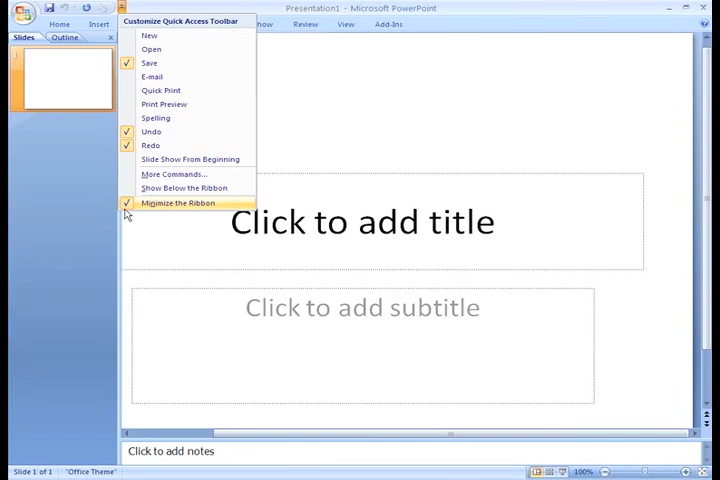 Presentation1 - Microsoft PowerPoint
Home
Insert
how
Review
View
Add-Ins
Customize Quick Access Toolbar
New
Open
Save
E-mail
Quick Print
Print Preview
Spelling
Undo
Redo
Slide Show From Beginning
More Commands...
Show Below the Ribbon
Minimize the Ribbon
Slides
Outline
1
Click to add title
Click to add subtitle
Click to add notes
Slide 1 of 1
"Office Theme"
100%